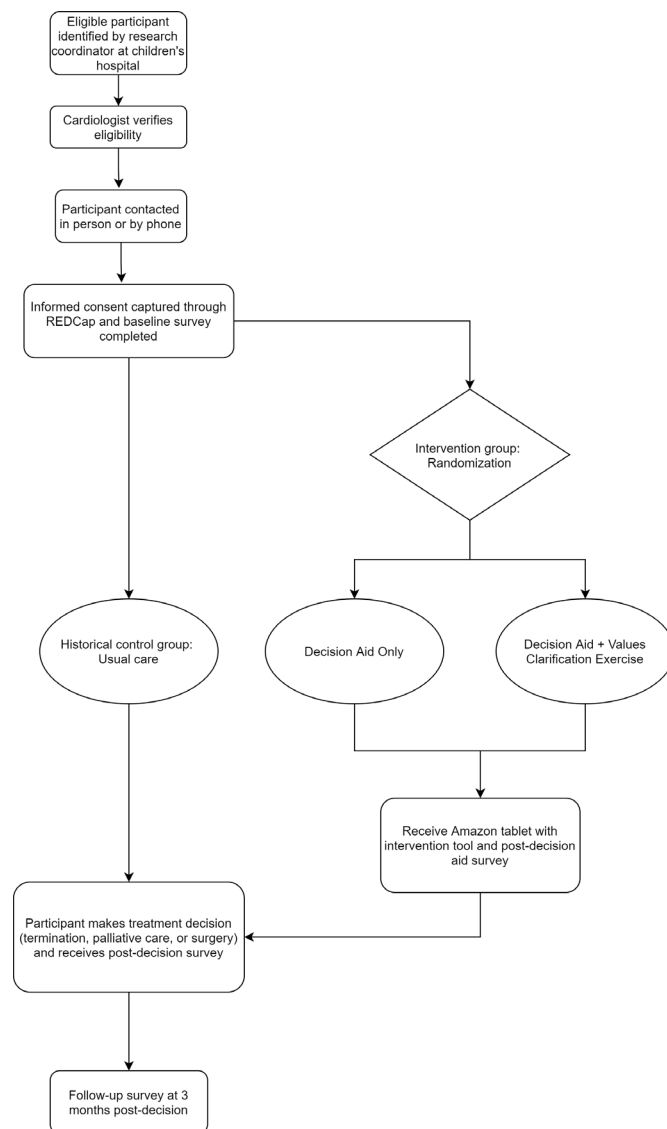 Eligible participant
identified by research
coordinator at children's
hospital
Cardiologist verifies
eligibility
Participant contacted
in person or by phone
Informed consent captured through
REDCap and baseline survey
completed
Intervention group:
Randomization
Historical control group:
Usual care
Decision Aid Only
Decision Aid + Values
Clarification Exercise
Receive Amazon tablet with
intervention tool and post-decision
aid survey
Participant makes treatment decision
(termination, palliative care, or surgery)
and receives post-decision survey
Follow-up survey at 3
months post-decision